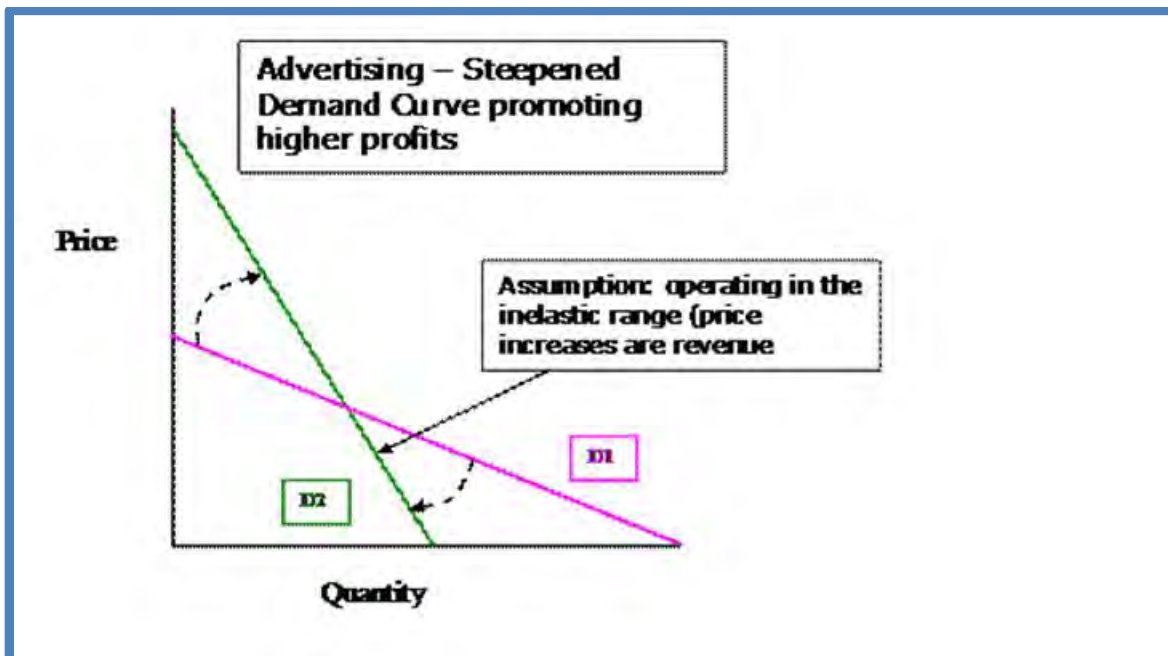 Advertising – Steepened
Demand Curve promoting
higher profits
Price
Assumption: operating in the
inelastic range (price
increases are revenue
D1
D2
Quantity